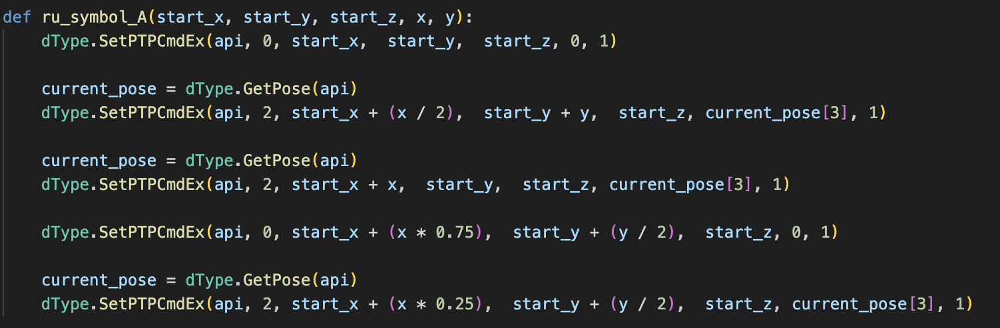 def ru_symbol_A(start_x, start_y, start_z, x, y):
    dType.SetPTPCmdEx(api, 0, start_x,  start_y,  start_z, 0, 1)
    current_pose = dType.GetPose(api)
    dType.SetPTPCmdEx(api, 2, start_x + (x / 2),  start_y + y,  start_z, current_pose[3], 1)
    current_pose = dType.GetPose(api)
    dType.SetPTPCmdEx(api, 2, start_x + x,  start_y,  start_z, current_pose[3], 1)
    dType.SetPTPCmdEx(api, 0, start_x + (x * 0.75),  start_y + (y / 2),  start_z, 0, 1)
    current_pose = dType.GetPose(api)
    dType.SetPTPCmdEx(api, 2, start_x + (x * 0.25),  start_y + (y / 2),  start_z, current_pose[3], 1)